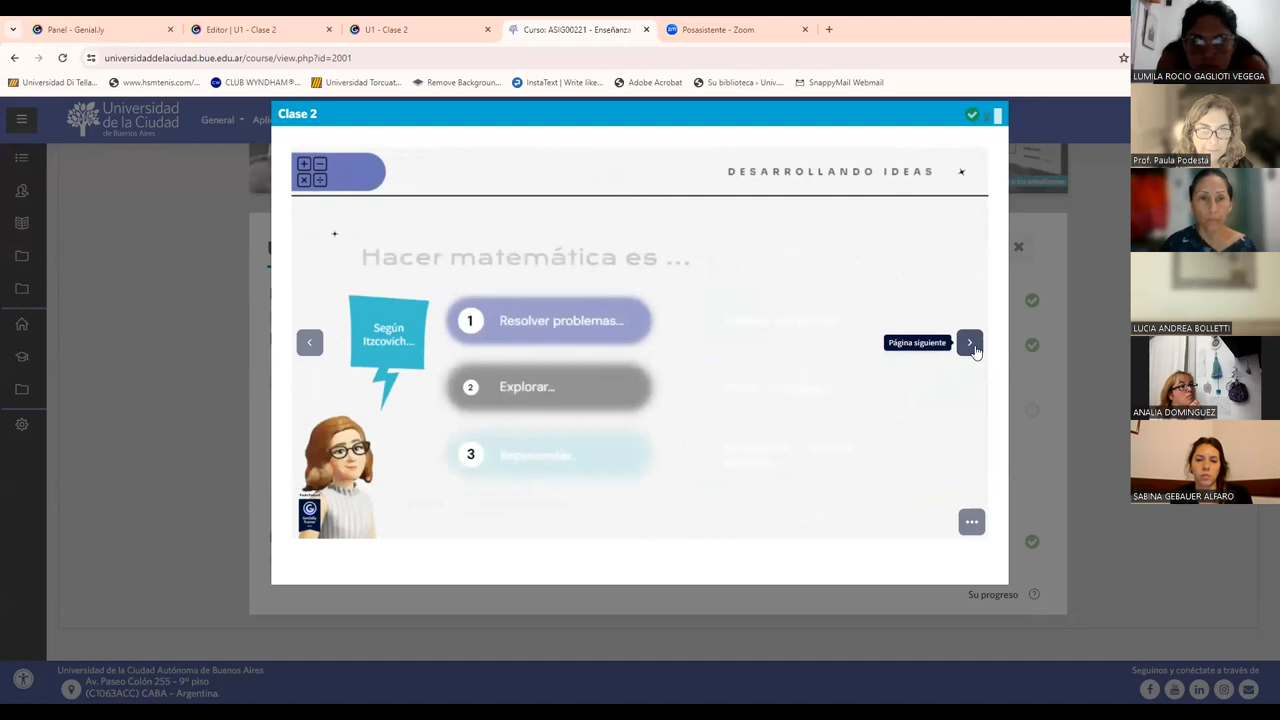 Panel - Genial.ly
Editor | U1 - Clase 2
U1 - Clase 2
Curso: ASIG00221 - Enseñanza
Posasistente - Zoom
universidaddelaciudad.bue.edu.ar/course/view.php?id=2001
Universidad Di Tella...
www.hsmtenis.com/...
CLUB WYNDHAM®...
Universidad Torcuat...
Remove Backgroun...
InstaText | Write like...
Adobe Acrobat
Su biblioteca › Univ...
SnappyMail Webmail
Universidad
de la Ciudad
de Buenos Aires
General
Clase 2
DESARROLLANDO IDEAS
Hacer matemática es ...
Según
Itzcovich...
1 Resolver problemas...
2 Explorar...
3 Representar...
Página siguiente
Su progreso
Universidad de la Ciudad Autónoma de Buenos Aires
Av. Paseo Colón 255 - 9º piso
(C1063ACC) CABA – Argentina.
Seguinos y conéctate a través de
LUMILA ROCIO GAGLIOTI VEGEGA
Prof. Paula Podestá
LUCIA ANDREA BOLLETTI
ANALIA DOMINGUEZ
SABINA GEBAUER ALFARO